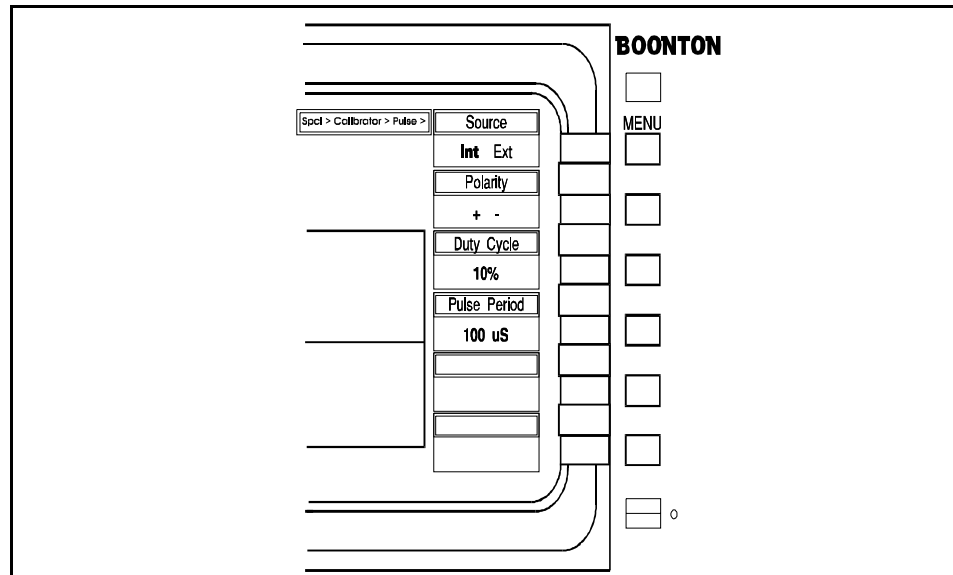 BOONTON
Spcl > Calibrator > Pulse >
Source
MENU
Int Ext
Polarity
+ -
Duty Cycle
10%
Pulse Period
100 uS
O